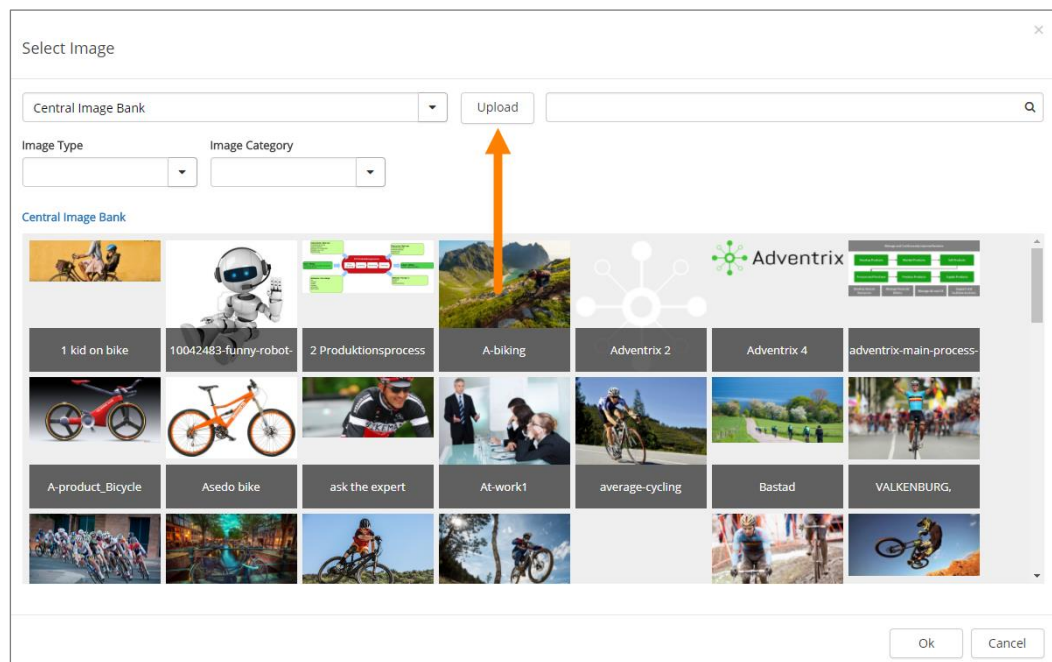 Select Image
Central Image Bank
Upload
Image Type
Image Category
Central Image Bank
Adventrix
1 kid on bike
10042483-funny-robot-
2 Produktionsprocess
A-biking
Adventrix 2
Adventrix 4
adventrix-main-process-
A-product_Bicycle
Asedo bike
ask the expert
At-work1
average-cycling
Bastad
VALKENBURG,
Ok
Cancel